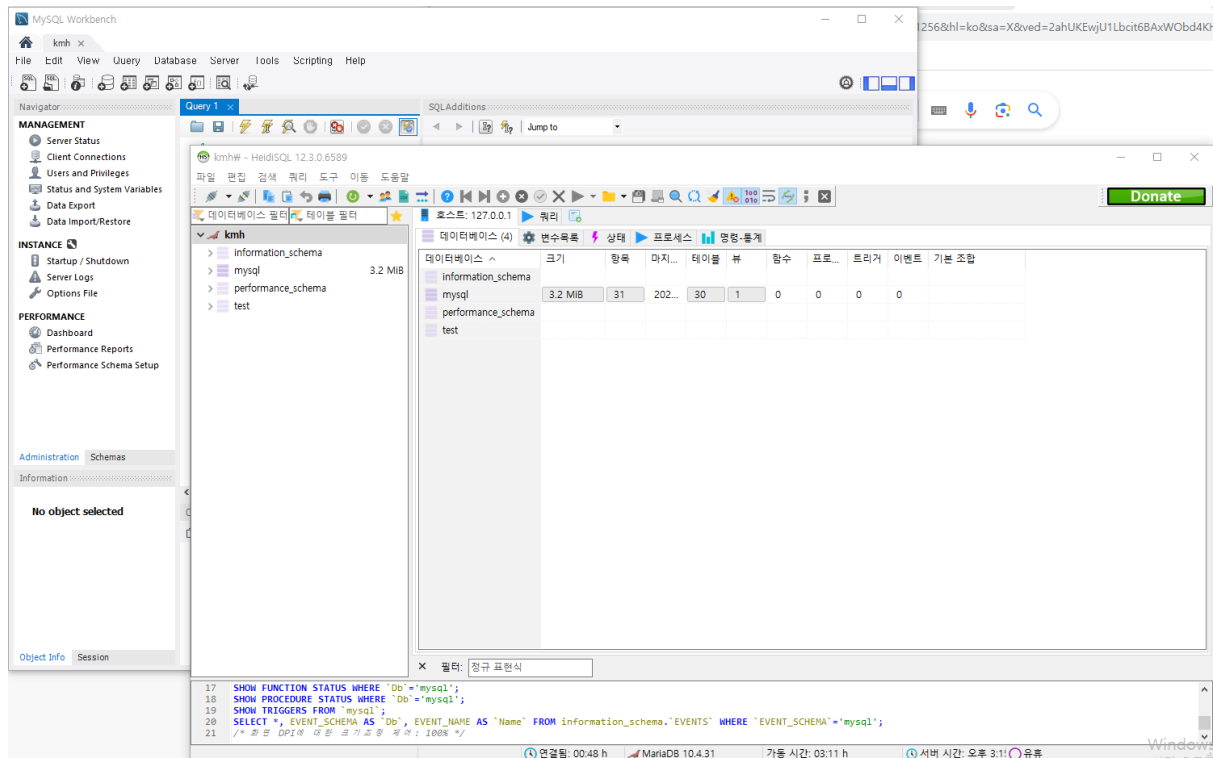 MySQL Workbench
1256&hl=ko&sa=X&ved=2ahUKEwjU1Lbcit6BAxWObd4KH
kmh ×
File Edit View Query Database Server Tools Scripting Help
Navigator
Query 1 ×
SQLAdditions
Jump to
MANAGEMENT
Server Status
Client Connections
Users and Privileges
Status and System Variables
Data Export
Data Import/Restore
INSTANCE
Startup / Shutdown
Server Logs
Options File
PERFORMANCE
Dashboard
Performance Reports
Performance Schema Setup
Administration Schemas
Information
No object selected
Object Info Session
kmh₩ - HeidiSQL 12.3.0.6589
파일 편집 검색 쿼리 도구 이동 도움말
Donate
데이터베이스 필터 테이블 필터
호스트: 127.0.0.1 쿼리
kmh
information_schema
mysql 3.2 MiB
performance_schema
test
데이터베이스 (4) 변수목록 상태 프로세스 명령-통계
데이터베이스 크기 항목 마지... 테이블 뷰 함수 프로... 트리거 이벤트 기본 조합
information_schema
mysql 3.2 MiB 31 202... 30 1 0 0 0 0
performance_schema
test
× 필터: 정규 표현식
17 SHOW FUNCTION STATUS WHERE `Db`='mysql';
18 SHOW PROCEDURE STATUS WHERE `Db`='mysql';
19 SHOW TRIGGERS FROM `mysql`;
20 SELECT *, EVENT_SCHEMA AS `Db`, EVENT_NAME AS `Name` FROM information_schema.`EVENTS` WHERE `EVENT_SCHEMA`='mysql';
21 /* 화면 DPI에 대한 크기조정 제어: 100% */
연결됨: 00:48 h MariaDB 10.4.31 가동 시간: 03:11 h 서버 시간: 오후 3:1 유휴
Windows